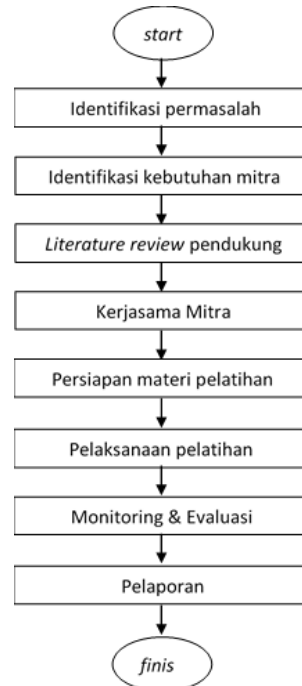 start
Identifikasi permasalah
Identifikasi kebutuhan mitra
Literature review pendukung
Kerjasama Mitra
Persiapan materi pelatihan
Pelaksanaan pelatihan
Monitoring & Evaluasi
Pelaporan
finis